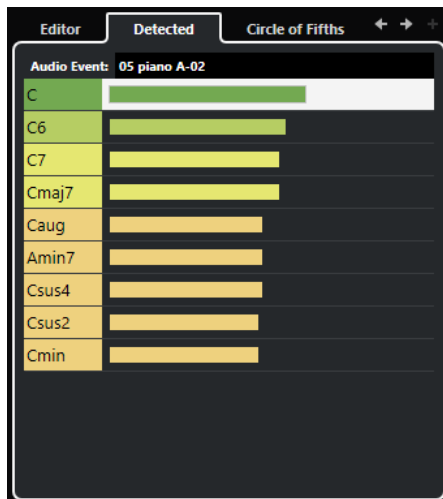 Editor Detected Circle of Fifths
Audio Event: 05 piano A-02
C
C6
C7
Cmaj7
Caug
Amin7
Csus4
Csus2
Cmin